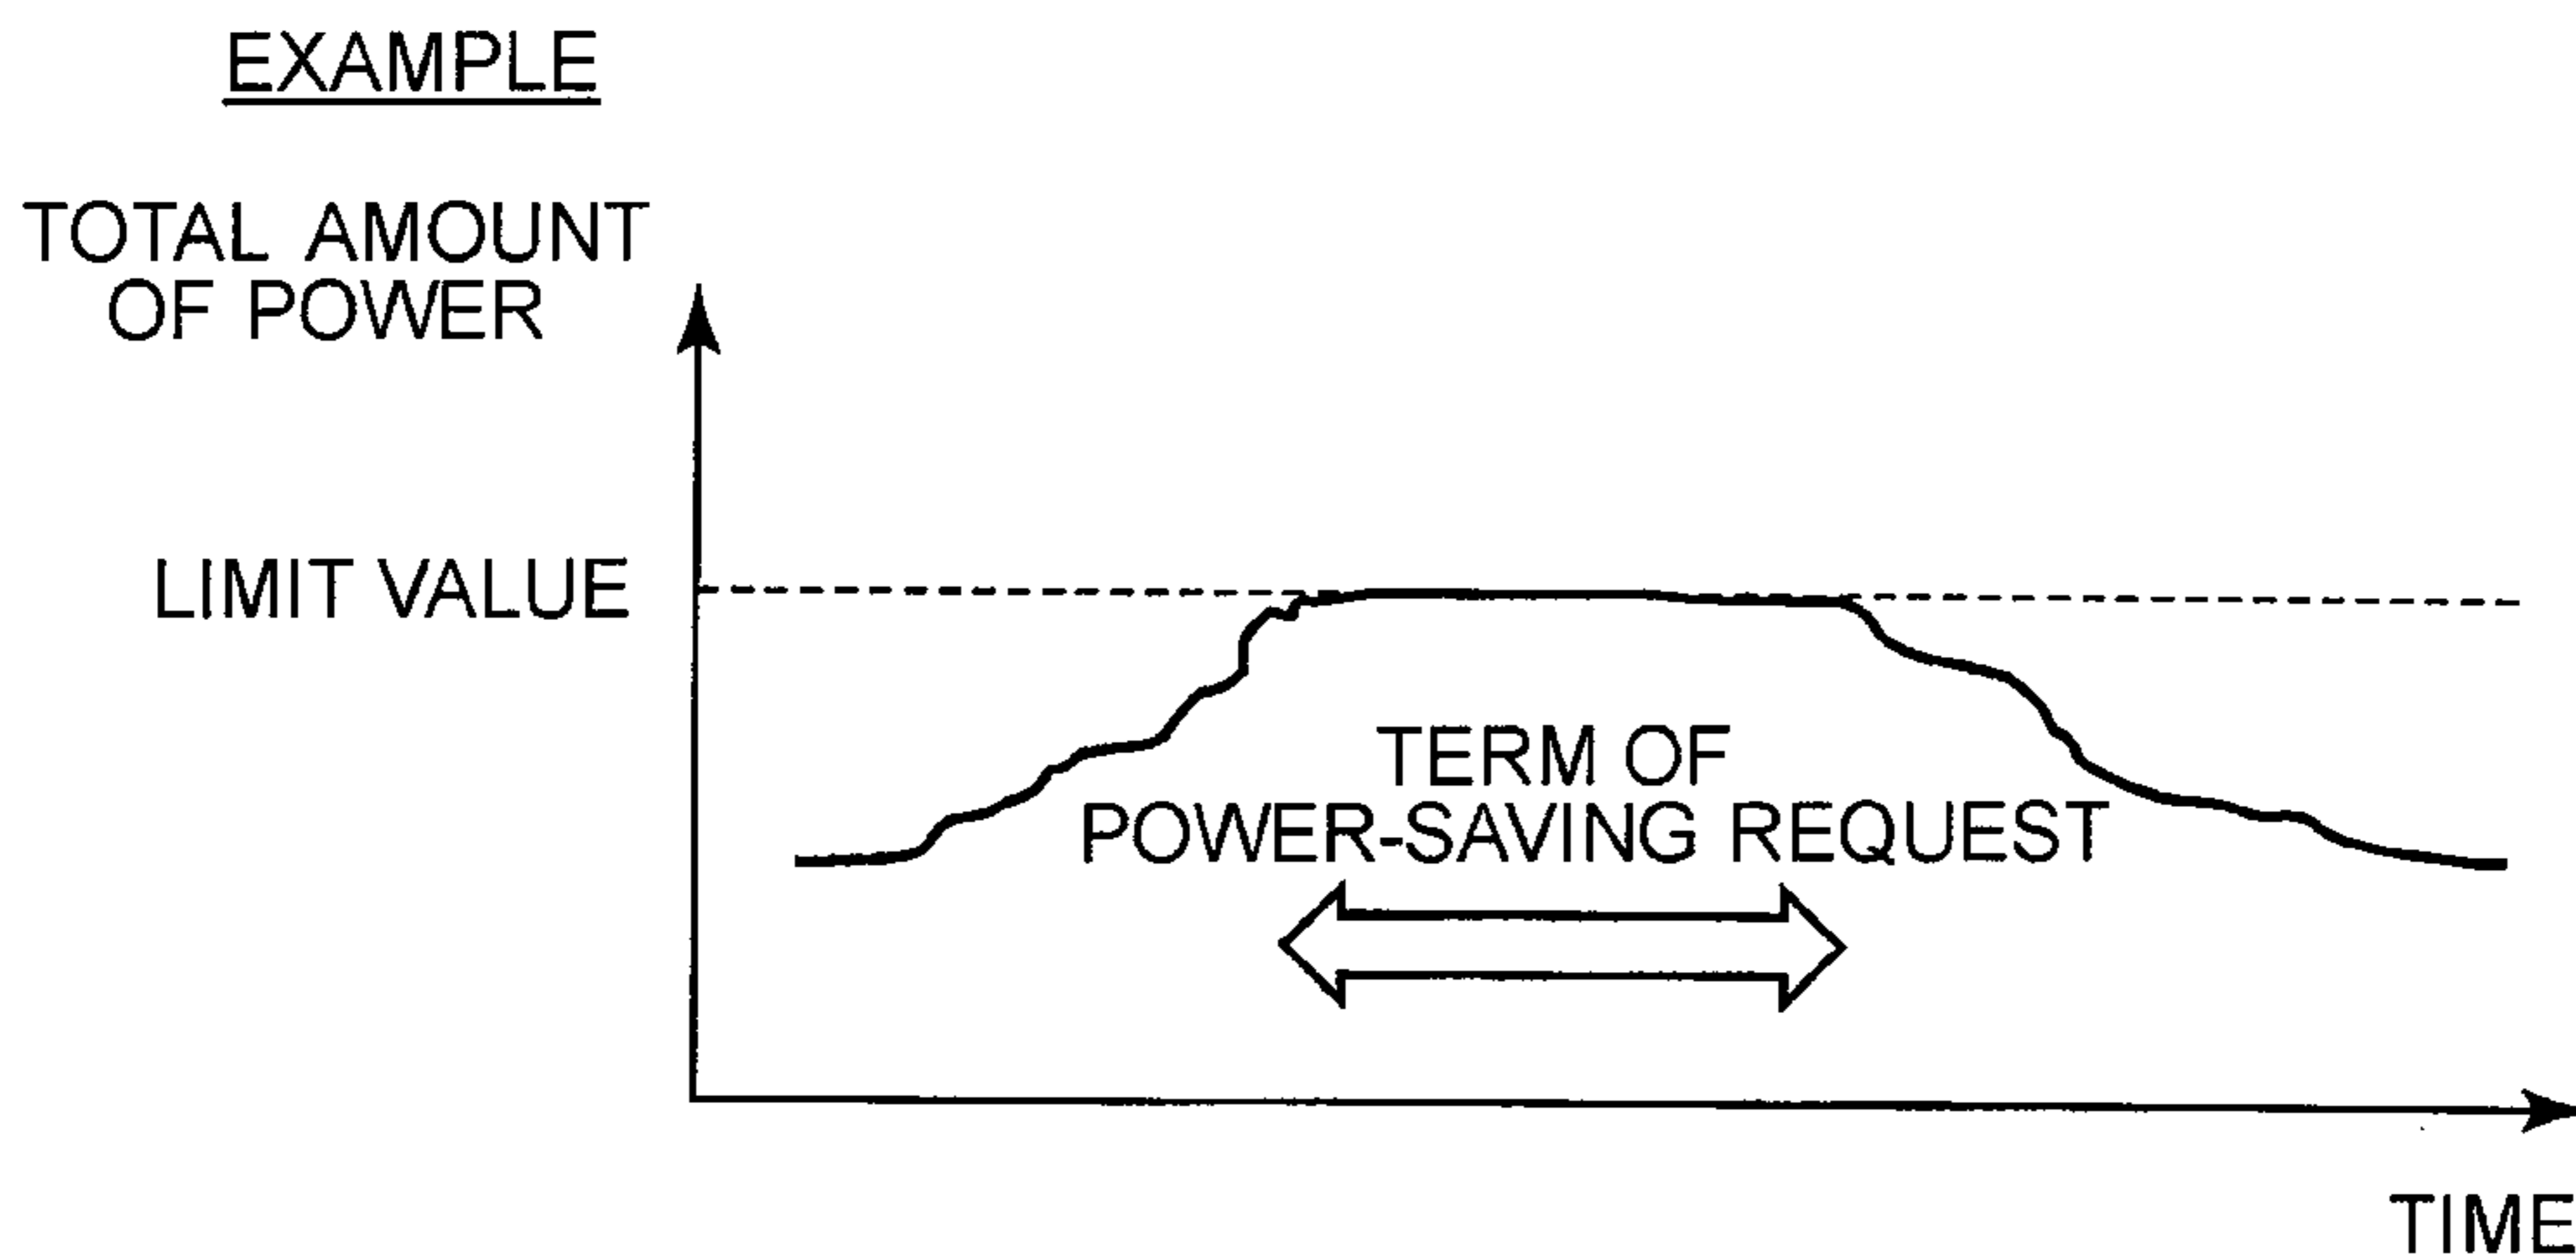 EXAMPLE
TOTAL AMOUNT
OF POWER
LIMIT VALUE
TERM OF
POWER-SAVING REQUEST
TIME